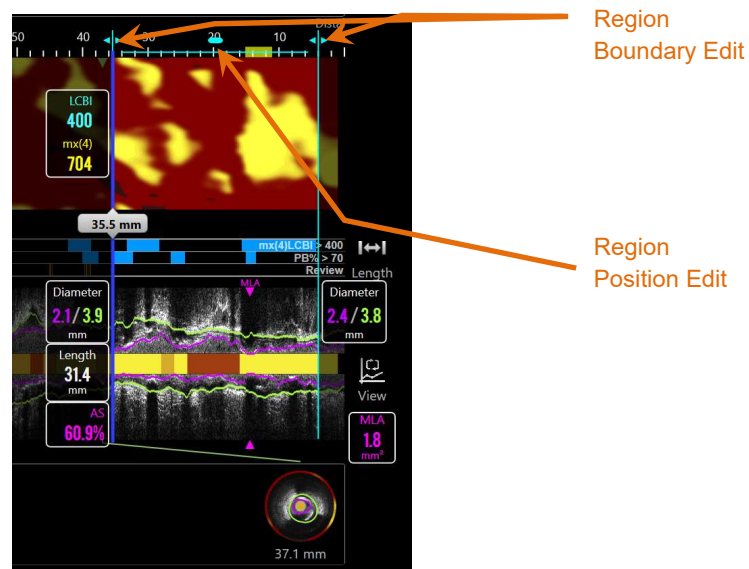 Region
Boundary Edit
50
30
20
10
LCBI
400
mx(4)
704
35.5 mm
mx(4)LCBI > 400
PB% > 70
Review
Length
MLA
Diameter
2.1/3.9
mm
Diameter
2.4/3.8
mm
Length
31.4
mm
AS
60.9%
View
MLA
1.8
mm²
37.1 mm
Region
Position Edit